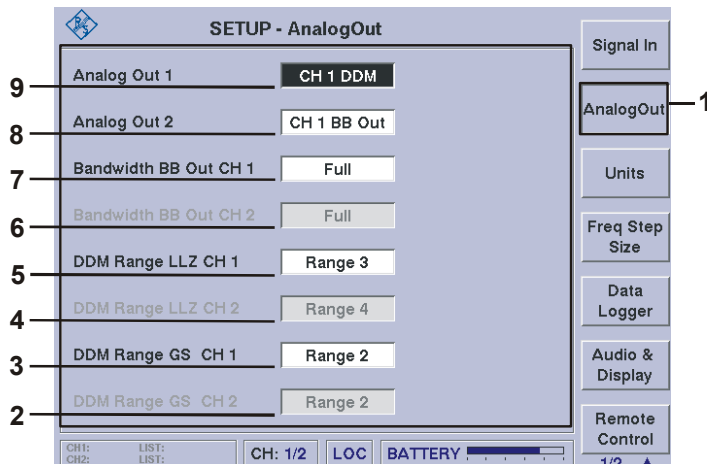 R&S
SETUP - AnalogOut
Signal In
9 Analog Out 1 CH 1 DDM
AnalogOut 1
8 Analog Out 2 CH 1 BB Out
7 Bandwidth BB Out CH 1 Full
Units
6 Bandwidth BB Out CH 2 Full
Freq Step
Size
5 DDM Range LLZ CH 1 Range 3
4 DDM Range LLZ CH 2 Range 4
Data
Logger
3 DDM Range GS CH 1 Range 2
Audio &
Display
2 DDM Range GS CH 2 Range 2
Remote
Control
CH1: LIST:
CH2: LIST:
CH: 1/2 LOC BATTERY
1/2 ▲